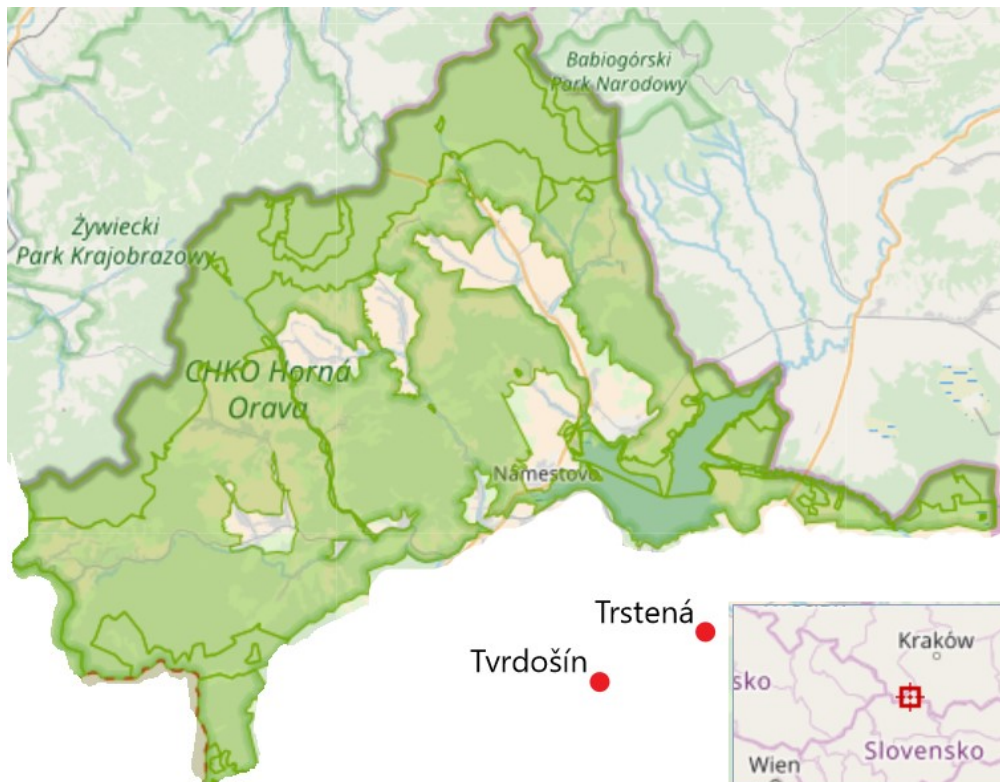 Babiogórski
Park Narodowy
Żywiecki
Park Krajobrazowy
CHKO Horná
Orava
Námestovo
Trstená
Tvrdošín
Kraków
sko
Slovensko
Wien